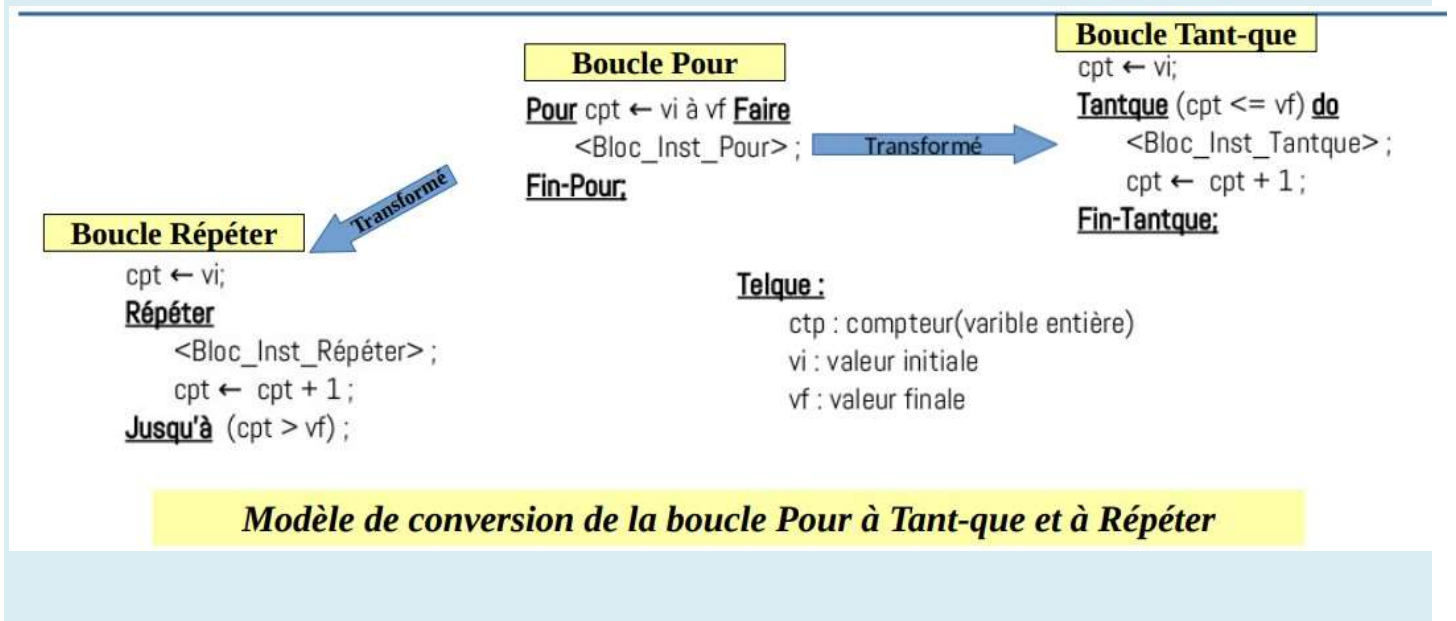 Boucle Pour
Pour cpt ← vi à vf Faire
<Bloc_Inst_Pour> ;
Fin-Pour;
Transformé
Boucle Tant-que
cpt ← vi;
Tantque (cpt <= vf) do
<Bloc_Inst_Tantque> ;
cpt ← cpt + 1 ;
Fin-Tantque;
Transformé
Boucle Répéter
cpt ← vi;
Répéter
<Bloc_Inst_Répéter> ;
cpt ← cpt + 1 ;
Jusqu'à (cpt > vf) ;
Telque :
ctp : compteur(varible entière)
vi : valeur initiale
vf : valeur finale
Modèle de conversion de la boucle Pour à Tant-que et à Répéter